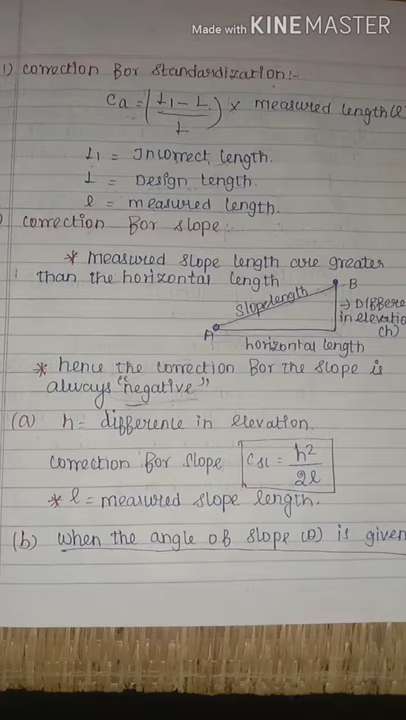 Made with KINEMASTER
1) correction for standardization:-
Ca = (L1 - L / L) × measured length (l
L1 = Incorrect length.
L = Design length.
l = measured length.
correction for slope:-
* measured slope length are greater
than the horizontal length
B
slope length
→ Differe
in elevatio
(h)
A
horizontal length
* hence the correction for the slope is
always "negative"
(a) h = difference in elevation.
correction for slope Csl = h²/2l
* l = measured slope length.
(b) when the angle of slope (θ) is given